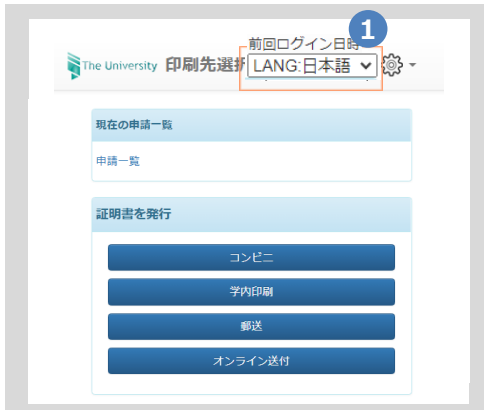 1
前回ログイン日時
The University 印刷先選択 LANG:日本語
現在の申請一覧
申請一覧
証明書を発行
コンビニ
学内印刷
郵送
オンライン送付